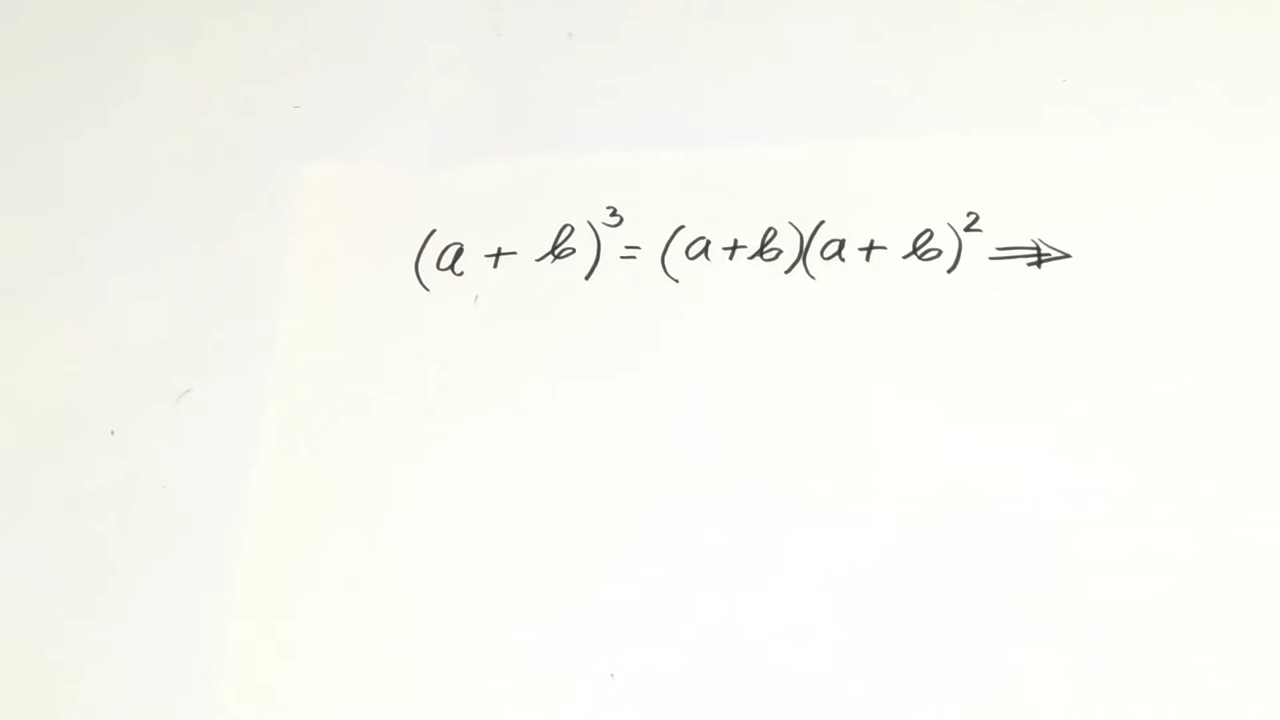 (a + b)³ = (a+b)(a + b)² ⇒